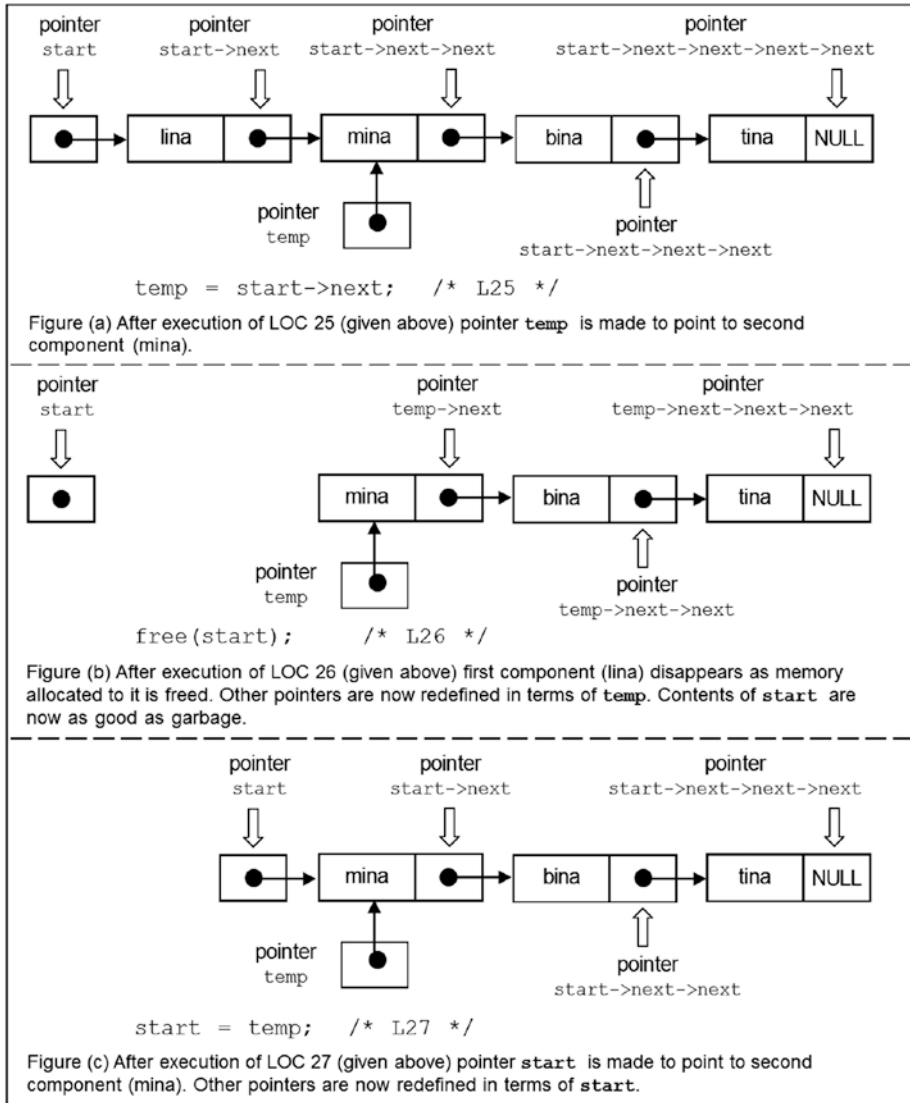 pointer pointer pointer pointer
start start->next start->next->next start->next->next->next->next
lina mina bina tina NULL
pointer
temp
pointer
start->next->next->next
temp = start->next; /* L25 */
Figure (a) After execution of LOC 25 (given above) pointer temp is made to point to second
component (mina).
pointer pointer pointer
start temp->next temp->next->next->next
mina bina tina NULL
pointer
temp
pointer
temp->next->next
free(start); /* L26 */
Figure (b) After execution of LOC 26 (given above) first component (lina) disappears as memory
allocated to it is freed. Other pointers are now redefined in terms of temp. Contents of start are
now as good as garbage.
pointer pointer pointer
start start->next start->next->next->next
mina bina tina NULL
pointer
temp
pointer
start->next->next
start = temp; /* L27 */
Figure (c) After execution of LOC 27 (given above) pointer start is made to point to second
component (mina). Other pointers are now redefined in terms of start.